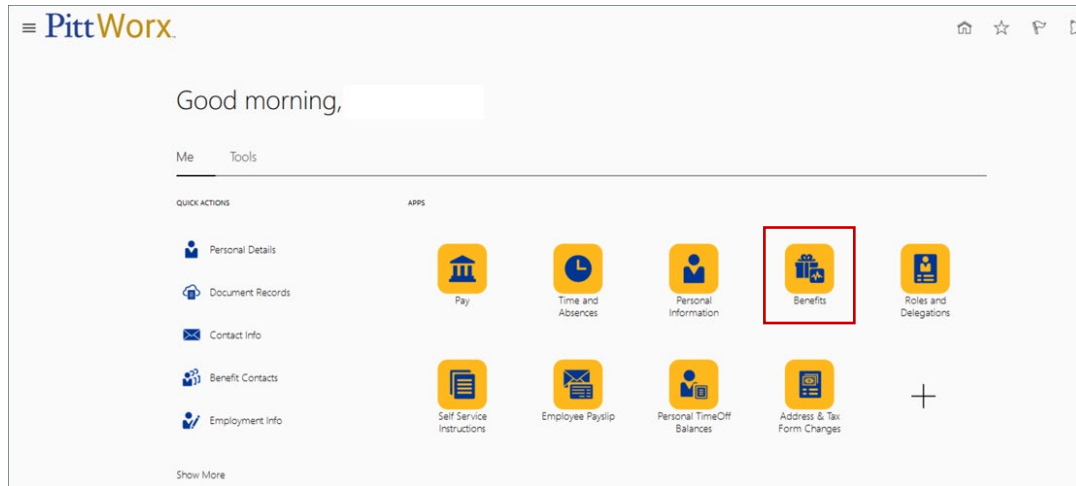 PittWorx
Good morning,
Me Tools
QUICK ACTIONS
APPS
Personal Details
Document Records
Contact Info
Benefit Contacts
Employment Info
Show More
Pay
Time and
Absences
Personal
Information
Benefits
Roles and
Delegations
Self Service
Instructions
Employee Payslip
Personal TimeOff
Balances
Address & Tax
Form Changes